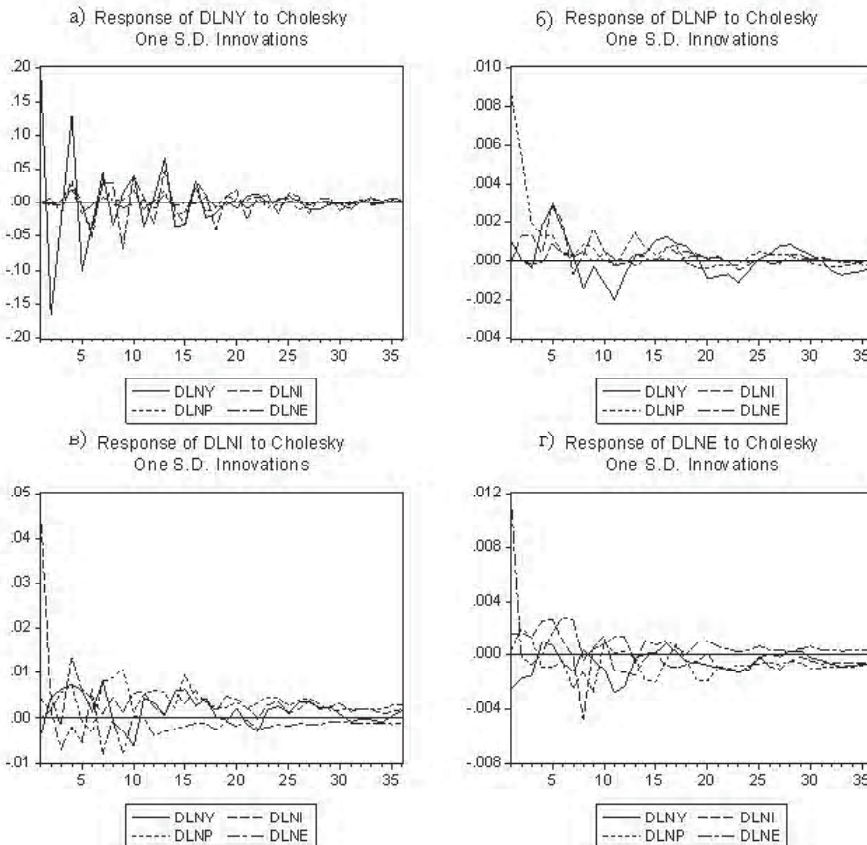 а) Response of DLNY to Cholesky
One S.D. Innovations
.20
.15
.10
.05
.00
-.05
-.10
-.15
-.20
5 10 15 20 25 30 35
DLNY DLNI
DLNP DLNE
б) Response of DLNP to Cholesky
One S.D. Innovations
.010
.008
.006
.004
.002
.000
-.002
-.004
5 10 15 20 25 30 35
DLNY DLNI
DLNP DLNE
в) Response of DLNI to Cholesky
One S.D. Innovations
.05
.04
.03
.02
.01
.00
-.01
5 10 15 20 25 30 35
DLNY DLNI
DLNP DLNE
г) Response of DLNE to Cholesky
One S.D. Innovations
.012
.008
.004
.000
-.004
-.008
5 10 15 20 25 30 35
DLNY DLNI
DLNP DLNE